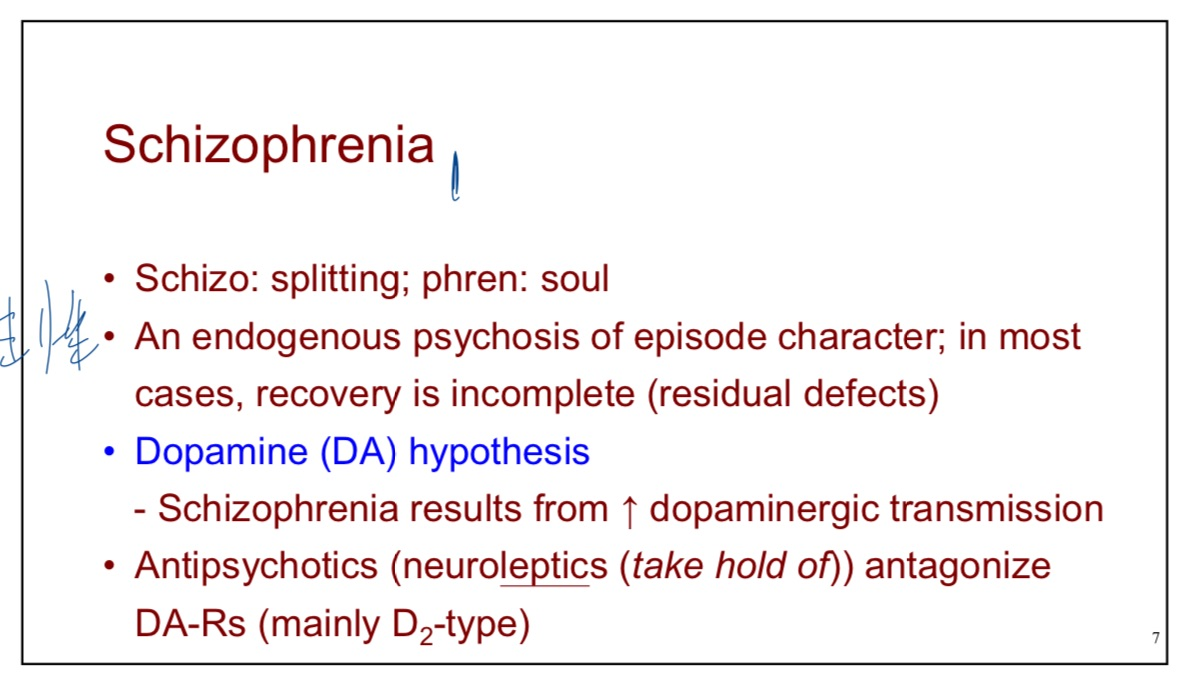 Schizophrenia
• Schizo: splitting; phren: soul
• An endogenous psychosis of episode character; in most
cases, recovery is incomplete (residual defects)
• Dopamine (DA) hypothesis
- Schizophrenia results from ↑ dopaminergic transmission
• Antipsychotics (neuroleptics (take hold of)) antagonize
DA-Rs (mainly D₂-type)
7